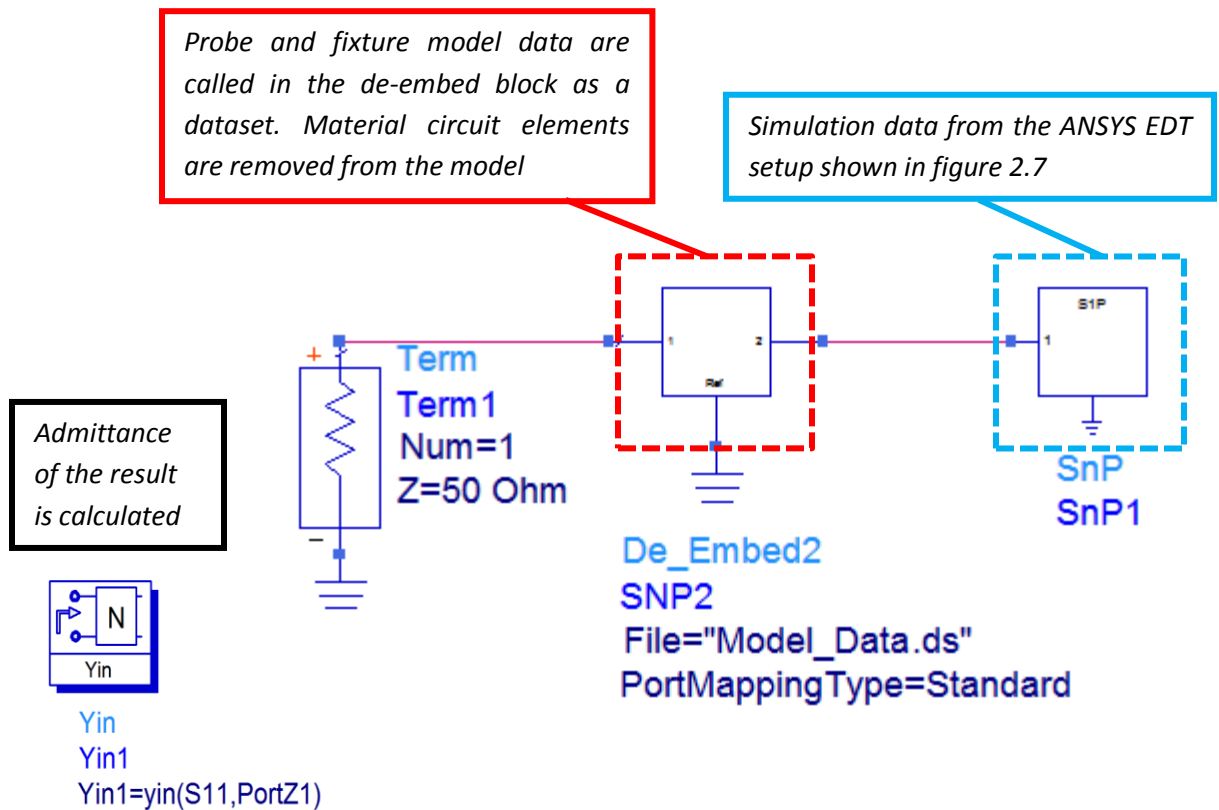 Probe and fixture model data are
called in the de-embed block as a
dataset. Material circuit elements
are removed from the model
Simulation data from the ANSYS EDT
setup shown in figure 2.7
S1P
1
2
Ref
1
+
Term
Term1
Num=1
Z=50 Ohm
−
Admittance
of the result
is calculated
SnP
SnP1
De_Embed2
SNP2
File="Model_Data.ds"
PortMappingType=Standard
N
Yin
Yin
Yin1
Yin1=yin(S11,PortZ1)